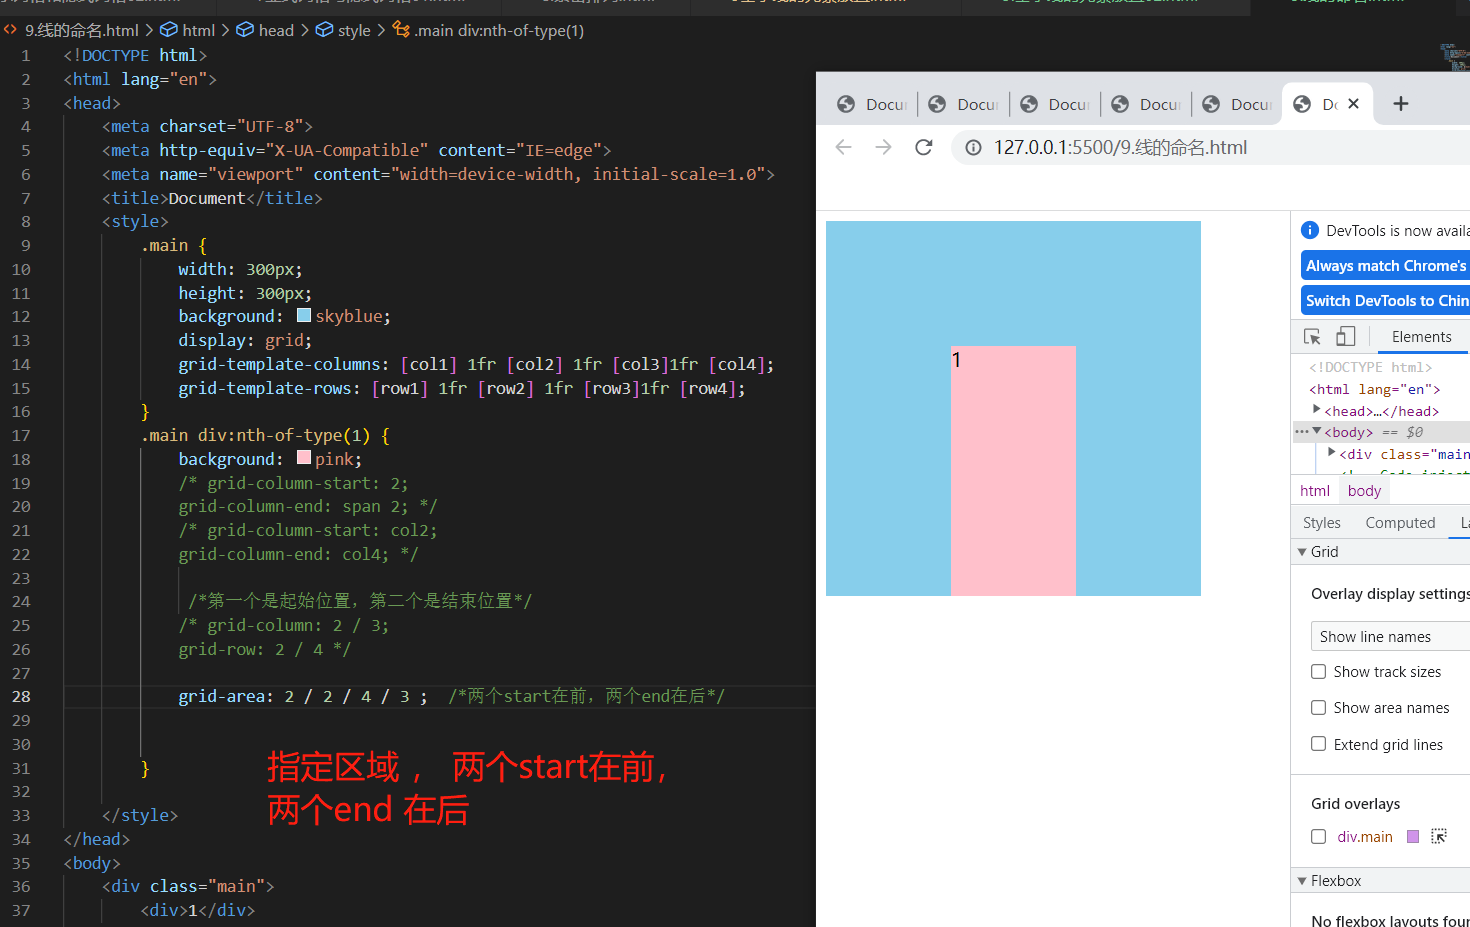 9.线的命名.html > html > head > style > .main div:nth-of-type(1)
1 <!DOCTYPE html>
2 <html lang="en">
3 <head>
4 <meta charset="UTF-8">
5 <meta http-equiv="X-UA-Compatible" content="IE=edge">
6 <meta name="viewport" content="width=device-width, initial-scale=1.0">
7 <title>Document</title>
8 <style>
9 .main {
10 width: 300px;
11 height: 300px;
12 background: skyblue;
13 display: grid;
14 grid-template-columns: [col1] 1fr [col2] 1fr [col3]1fr [col4];
15 grid-template-rows: [row1] 1fr [row2] 1fr [row3]1fr [row4];
16 }
17 .main div:nth-of-type(1) {
18 background: pink;
19 /* grid-column-start: 2;
20 grid-column-end: span 2; */
21 /* grid-column-start: col2;
22 grid-column-end: col4; */
23
24 /*第一个是起始位置，第二个是结束位置*/
25 /* grid-column: 2 / 3;
26 grid-row: 2 / 4 */
27
28 grid-area: 2 / 2 / 4 / 3 ; /*两个start在前，两个end在后*/
29
30
31 }
32
33 </style>
34 </head>
35 <body>
36 <div class="main">
37 <div>1</div>
指定区域， 两个start在前，
两个end 在后
Docu Docu Docu Docu Docu Do
127.0.0.1:5500/9.线的命名.html
1
DevTools is now availa
Always match Chrome's
Switch DevTools to Chin
Elements
<!DOCTYPE html>
<html lang="en">
<head>…</head>
<body> == $0
<div class="main
html body
Styles Computed La
Grid
Overlay display settings
Show line names
Show track sizes
Show area names
Extend grid lines
Grid overlays
div.main
Flexbox
No flexbox layouts four